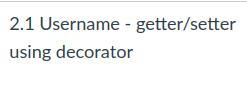 2.1 Username - getter/setter
using decorator